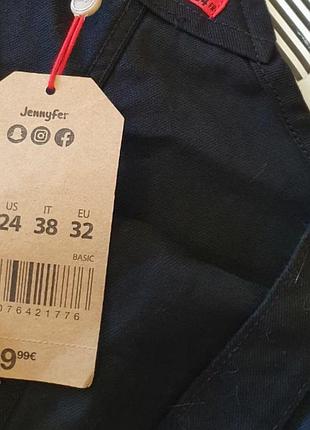 Jennyfer
US IT EU
24 38 32
BASIC
076421776
9,99€